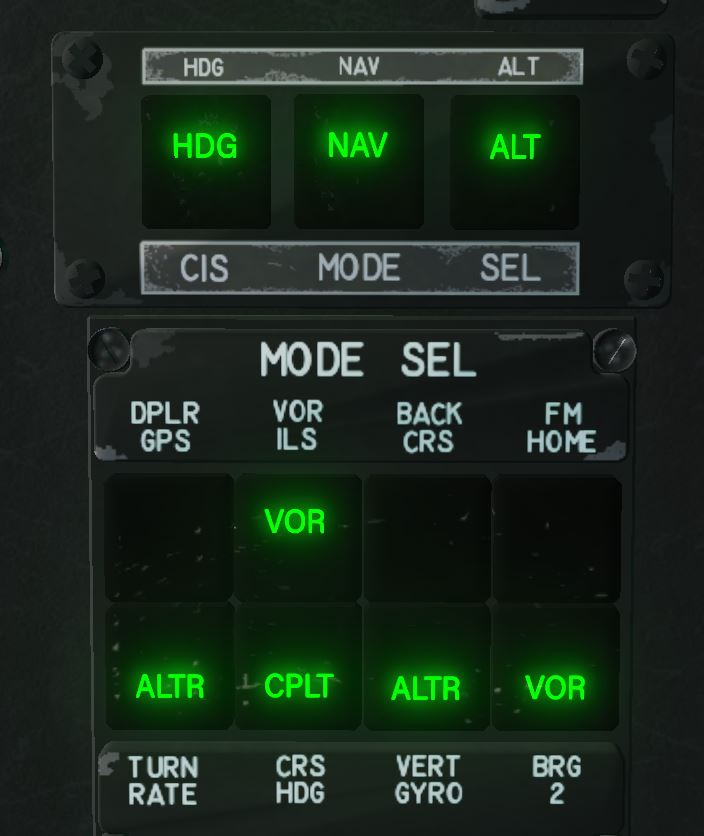 HDG NAV ALT
HDG NAV ALT
CIS MODE SEL
MODE SEL
DPLR GPS
VOR ILS
BACK CRS
FM HOME
VOR
ALTR CPLT ALTR VOR
TURN RATE
CRS HDG
VERT GYRO
BRG 2